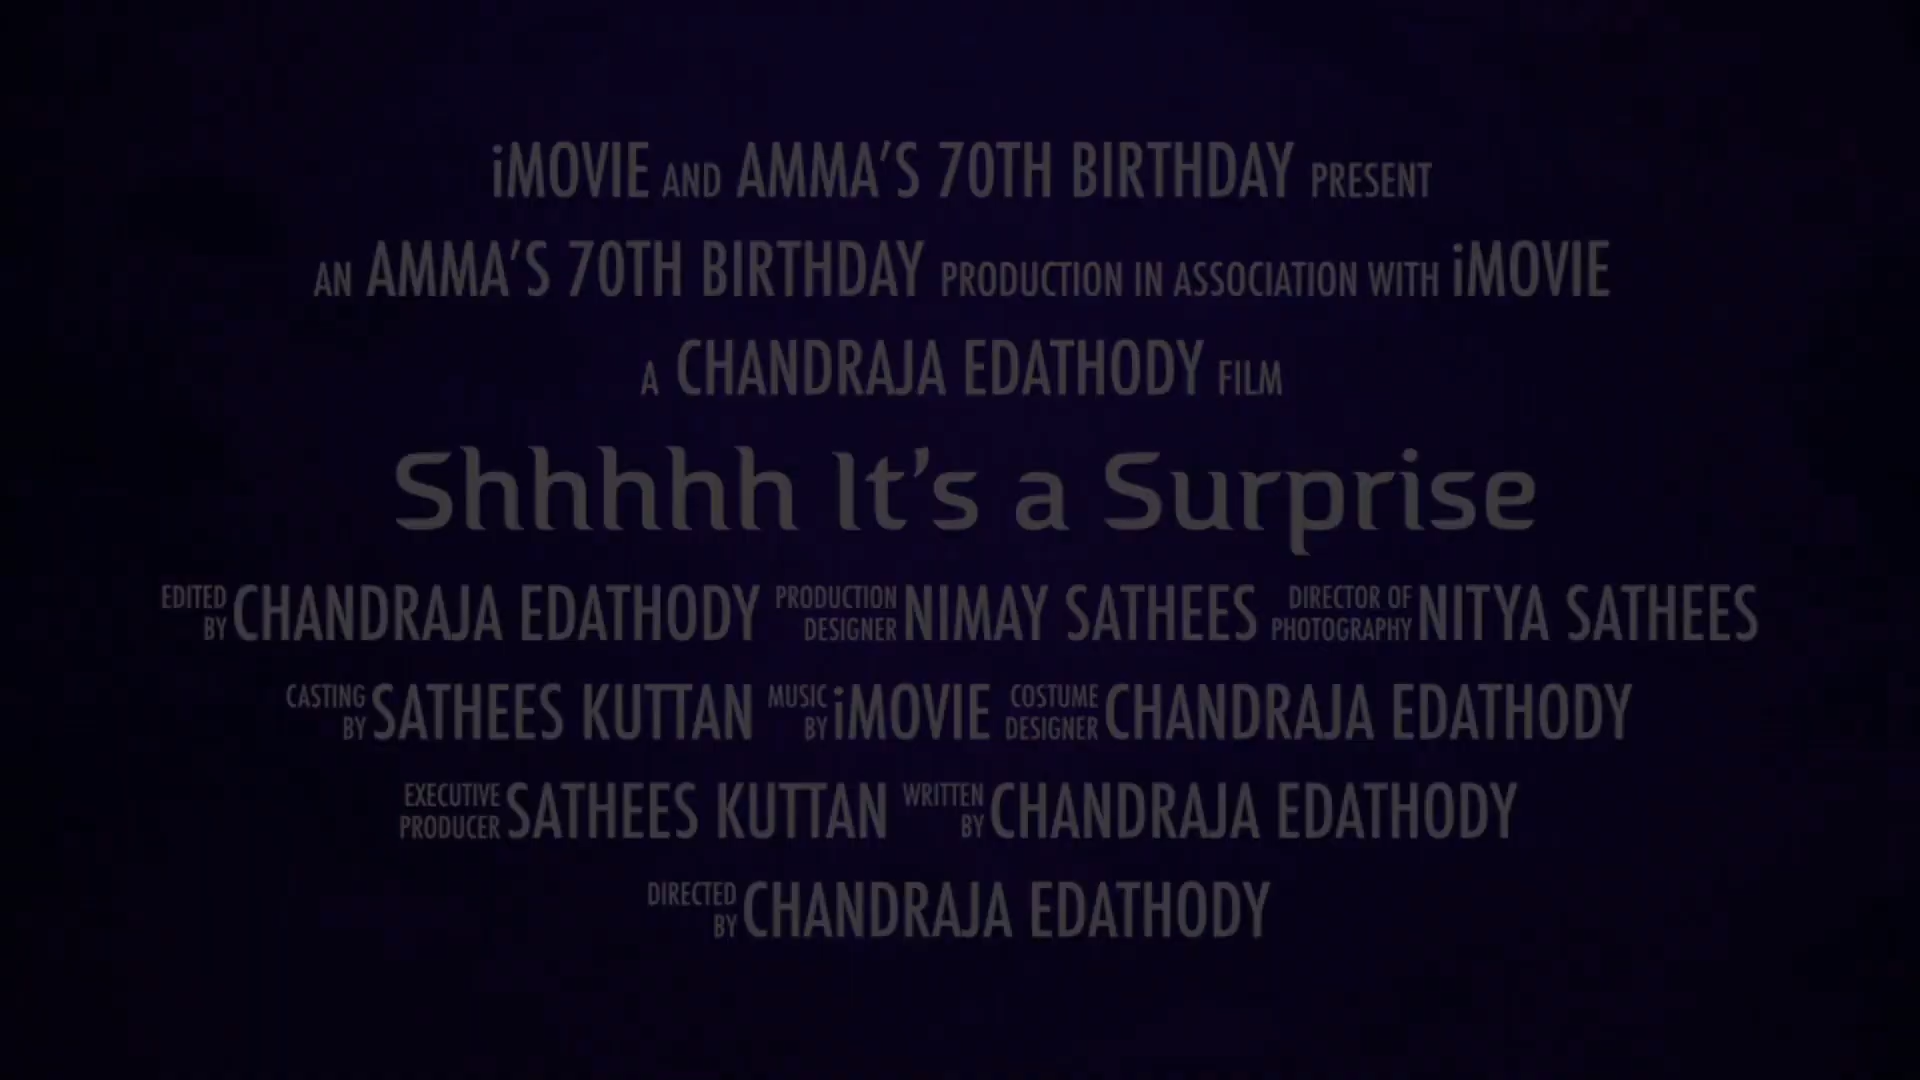 iMOVIE AND AMMA'S 70TH BIRTHDAY PRESENT
AN AMMA'S 70TH BIRTHDAY PRODUCTION IN ASSOCIATION WITH iMOVIE
A CHANDRAJA EDATHODY FILM
Shhhhh It's a Surprise
EDITED BY CHANDRAJA EDATHODY PRODUCTION DESIGNER NIMAY SATHEES DIRECTOR OF PHOTOGRAPHY NITYA SATHEES
CASTING BY SATHEES KUTTAN MUSIC BY iMOVIE COSTUME DESIGNER CHANDRAJA EDATHODY
EXECUTIVE PRODUCER SATHEES KUTTAN WRITTEN BY CHANDRAJA EDATHODY
DIRECTED BY CHANDRAJA EDATHODY